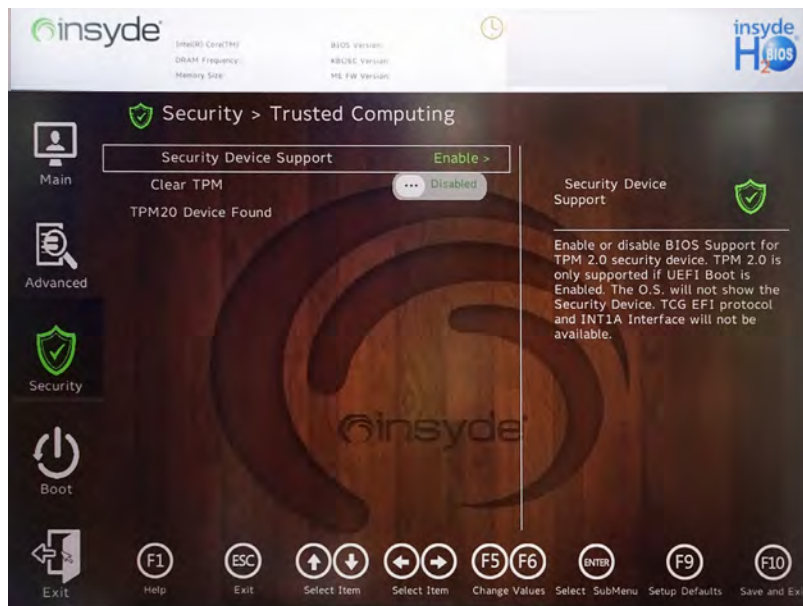 insyde
Intel(R) Core(TM):
BIOS Version:
DRAM Frequency:
KBC/EC Version:
Memory Size:
ME FW Version:
insyde
H2O BIOS
Security > Trusted Computing
Main
Security Device Support
Enable >
Clear TPM
Disabled
TPM20 Device Found
Security Device
Support
Enable or disable BIOS Support for
TPM 2.0 security device. TPM 2.0 is
only supported if UEFI Boot is
Enabled. The O.S. will not show the
Security Device. TCG EFI protocol
and INT1A Interface will not be
available.
Advanced
Security
insyde
Boot
Exit
F1
Help
ESC
Exit
Select Item
Select Item
F5 F6
Change Values
ENTER
Select SubMenu
F9
Setup Defaults
F10
Save and Ex